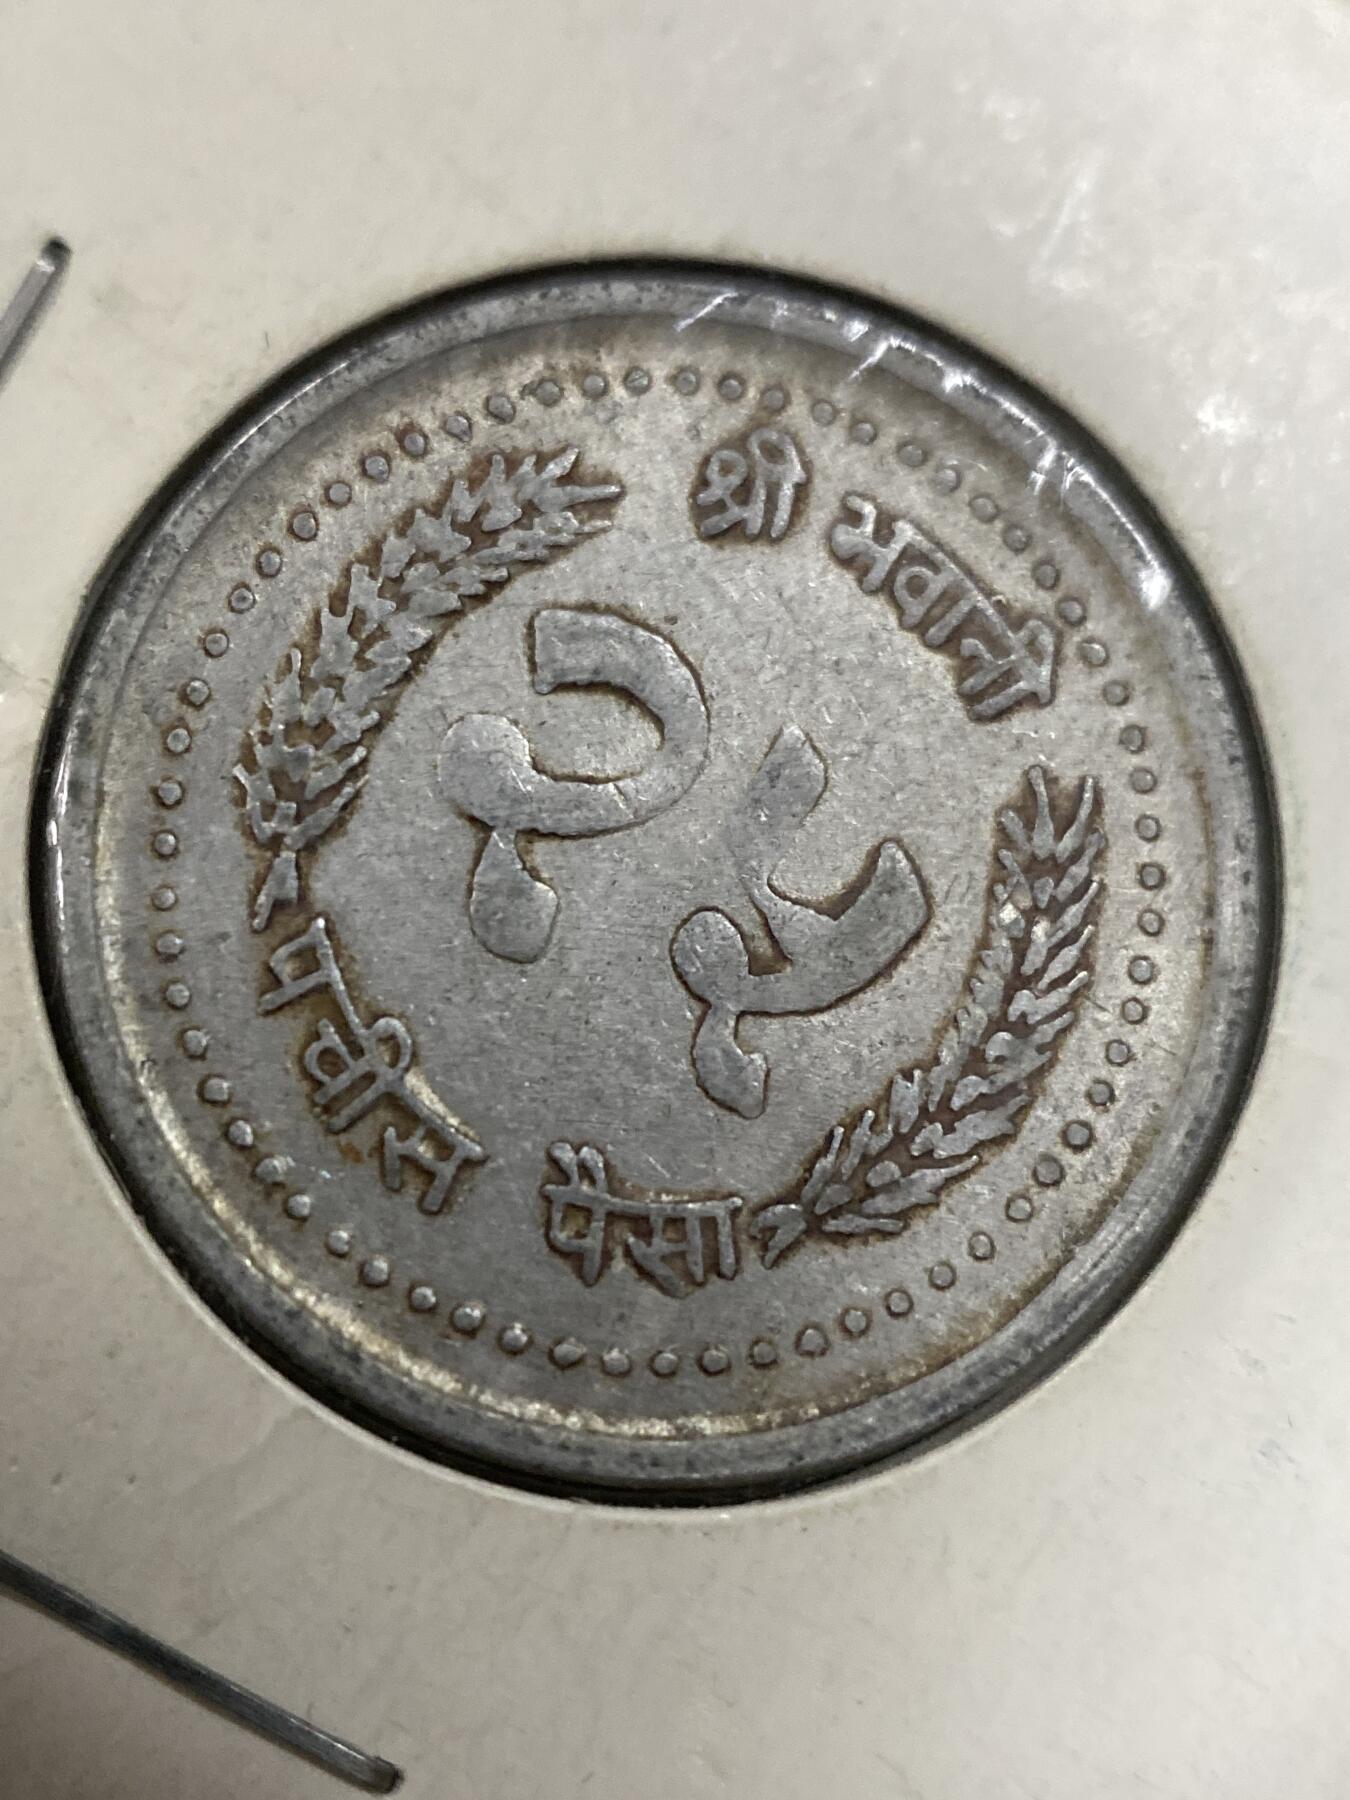 श्री भवानी
२५
पचीस पैसा